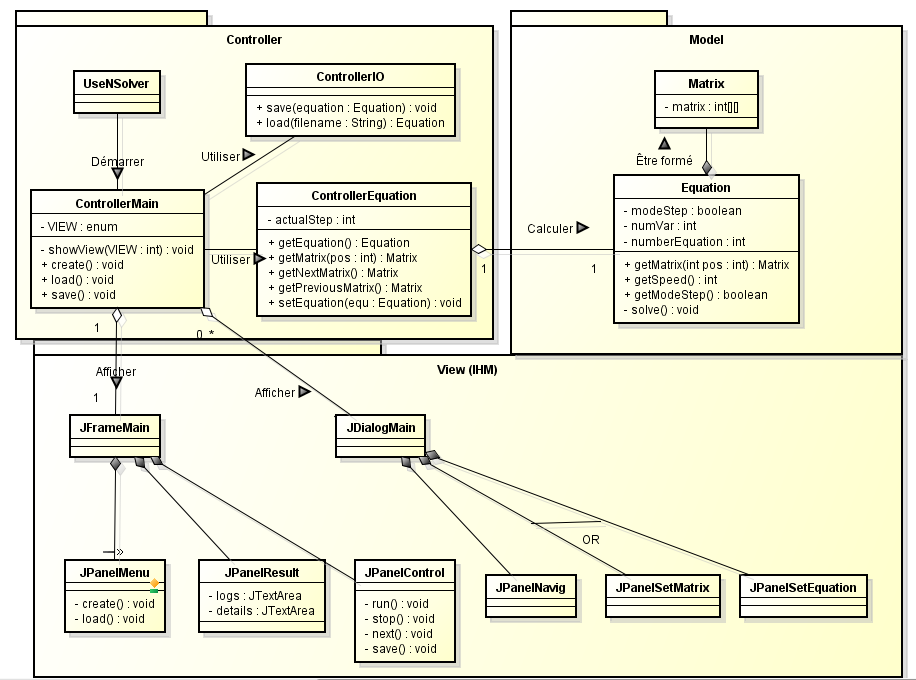 Controller
UseNSolver
ControllerIO
+ save(equation : Equation) : void
+ load(filename : String) : Equation
Démarrer
Utiliser
ControllerMain
- VIEW : enum
- showView(VIEW : int) : void
+ create() : void
+ load() : void
+ save() : void
Utiliser
ControllerEquation
- actualStep : int
+ getEquation() : Equation
+ getMatrix(pos : int) : Matrix
+ getNextMatrix() : Matrix
+ getPreviousMatrix() : Matrix
+ setEquation(equ : Equation) : void
Model
Matrix
- matrix : int[][]
Être formé
Equation
- modeStep : boolean
- numVar : int
- numberEquation : int
+ getMatrix(int pos : int) : Matrix
+ getSpeed() : int
+ getModeStep() : boolean
- solve() : void
Calculer
1
1
1
0..*
View (IHM)
Afficher
1
Afficher
JFrameMain
JDialogMain
OR
JPanelMenu
- create() : void
- load() : void
JPanelResult
- logs : JTextArea
- details : JTextArea
JPanelControl
- run() : void
- stop() : void
- next() : void
- save() : void
JPanelNavig
JPanelSetMatrix
JPanelSetEquation